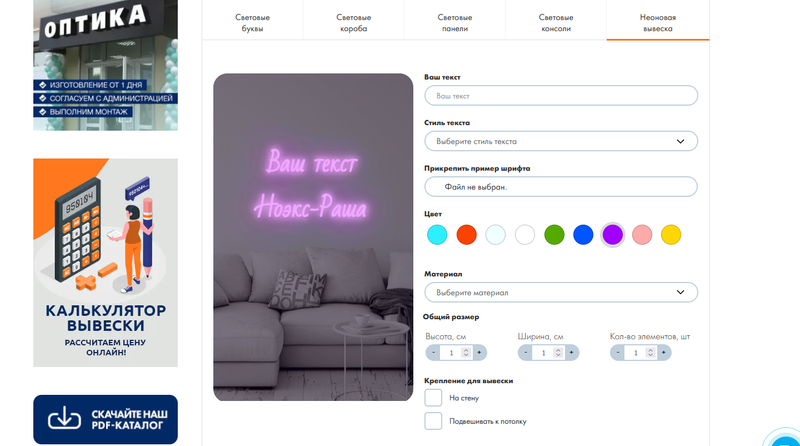 ОПТИКА
ИЗГОТОВЛЕНИЕ ОТ 1 ДНЯ
СОГЛАСУЕМ С АДМИНИСТРАЦИЕЙ
ВЫПОЛНИМ МОНТАЖ
950104
950104...
КАЛЬКУЛЯТОР
ВЫВЕСКИ
РАССЧИТАЕМ ЦЕНУ
ОНЛАЙН!
СКАЧАЙТЕ НАШ
PDF-КАТАЛОГ
Световые
буквы
Световые
короба
Световые
панели
Световые
консоли
Неоновая
вывеска
Ваш текст
Ноэкс-Раша
Ваш текст
Ваш текст
Стиль текста
Выберите стиль текста
Прикрепить пример шрифта
Файл не выбран.
Цвет
Материал
Выберите материал
Общий размер
Высота, см
Ширина, см
Кол-во элементов, шт
- 1 +
- 1 +
- 1 +
Крепление для вывески
На стену
Подвешивать к потолку